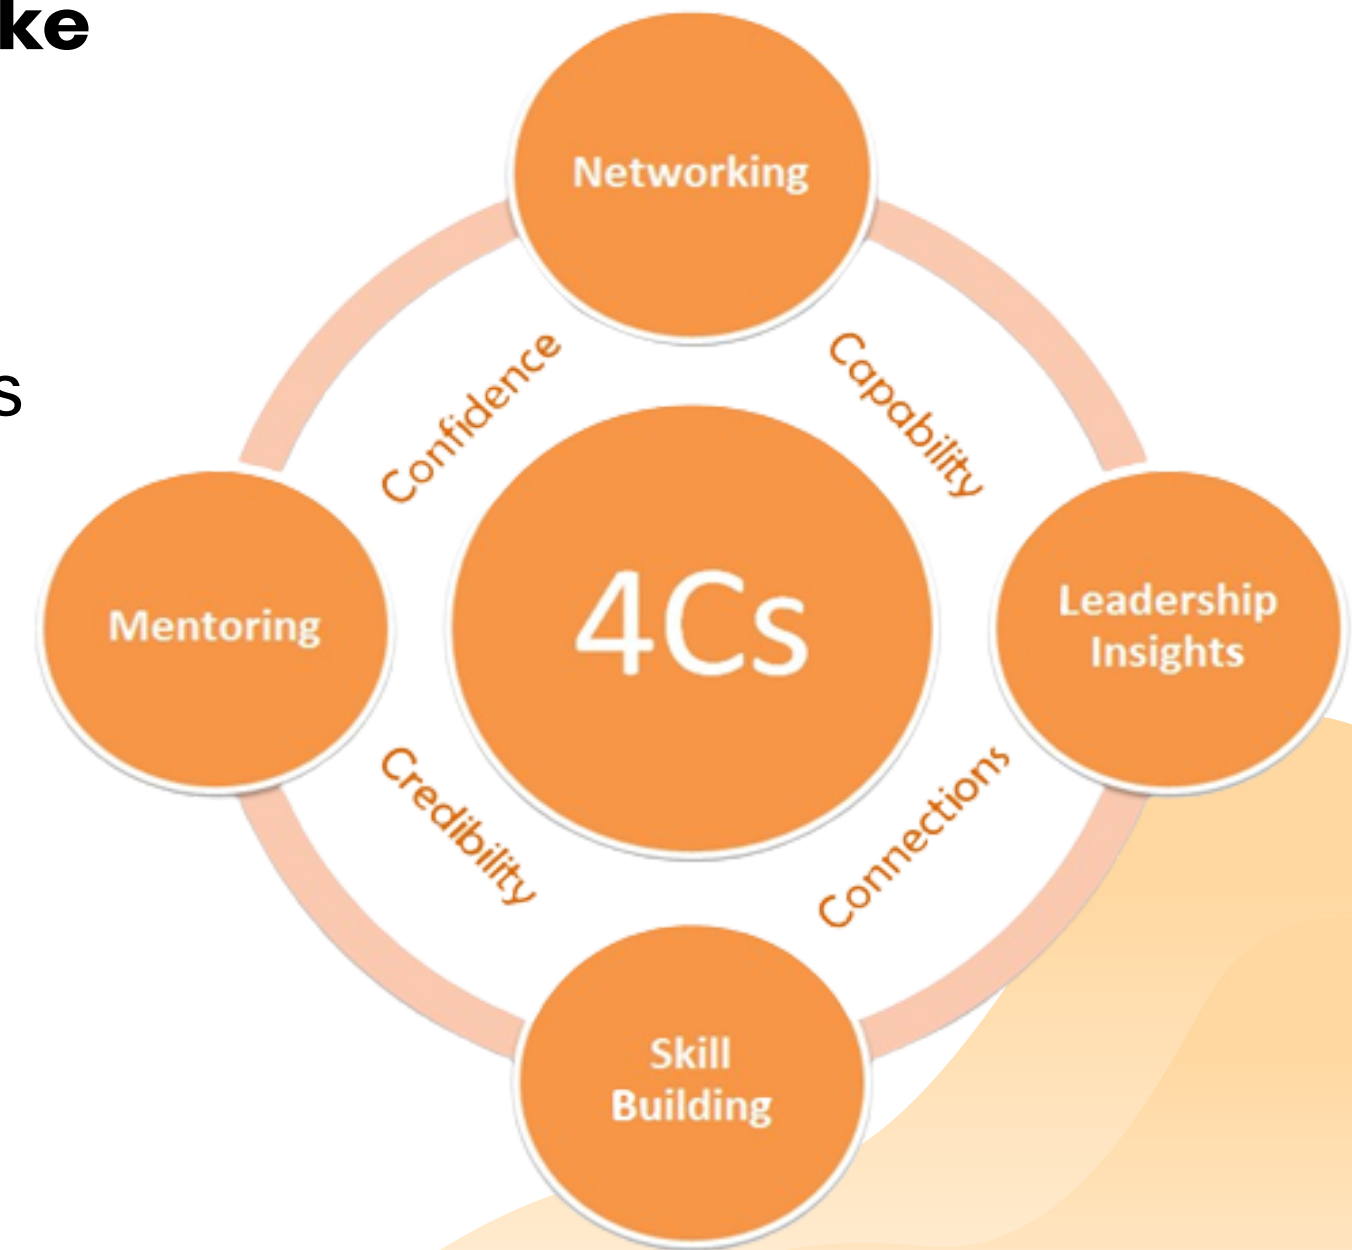 ke
Networking
s
Confidence
Capability
4Cs
Mentoring
Leadership
Insights
Credibility
Connections
Skill
Building